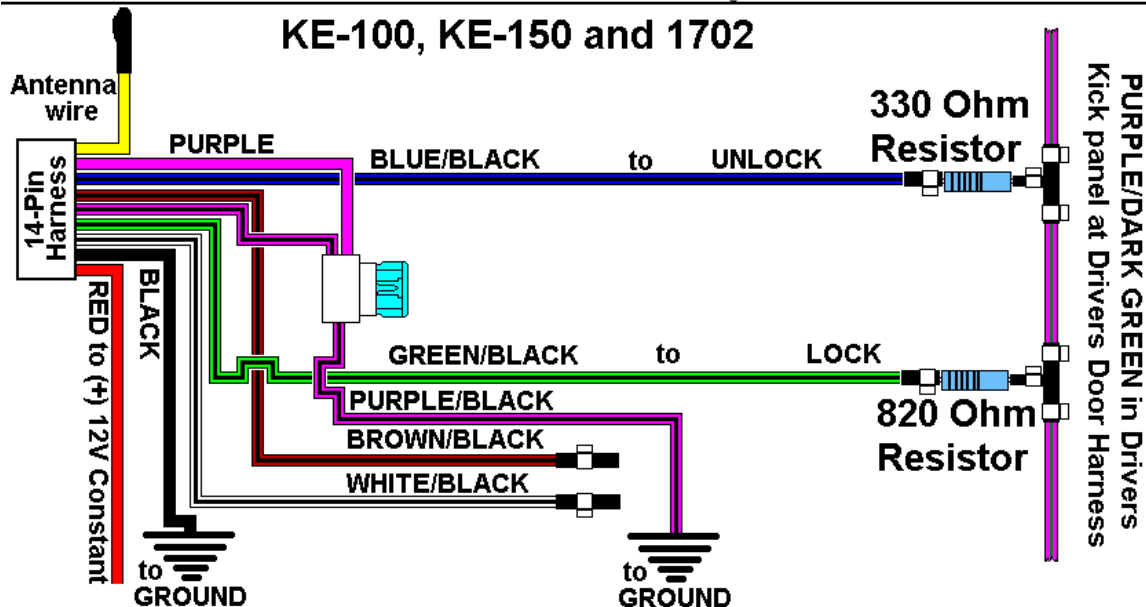 KE-100, KE-150 and 1702
Antenna
wire
14-Pin
Harness
PURPLE
BLUE/BLACK to UNLOCK
330 Ohm
Resistor
BLACK
RED to (+) 12V Constant
GREEN/BLACK to LOCK
820 Ohm
Resistor
PURPLE/BLACK
BROWN/BLACK
WHITE/BLACK
to
GROUND
to
GROUND
PURPLE/DARK GREEN in Drivers
Kick panel at Drivers Door Harness